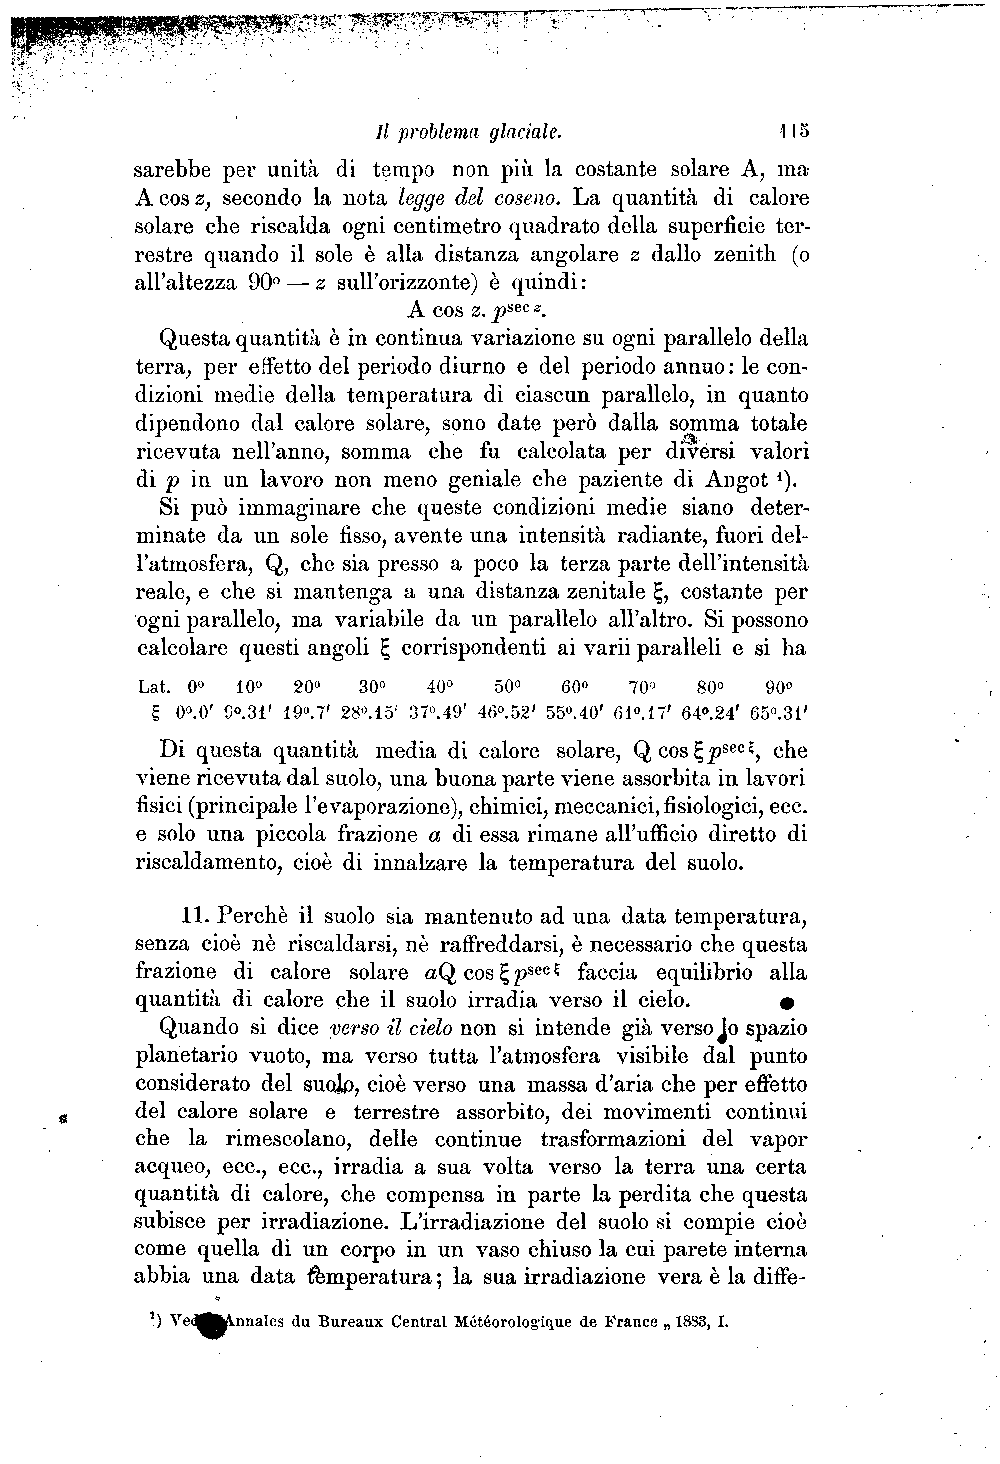 Il problema glaciale. 115
sarebbe per unità di tempo non più la costante solare A, ma
A cos z, secondo la nota legge del coseno. La quantità di calore
solare che riscalda ogni centimetro quadrato della superficie ter-
restre quando il sole è alla distanza angolare z dallo zenith (o
all'altezza 90° — z sull'orizzonte) è quindi:
A cos z. p^sec z.
Questa quantità è in continua variazione su ogni parallelo della
terra, per effetto del periodo diurno e del periodo annuo: le con-
dizioni medie della temperatura di ciascun parallelo, in quanto
dipendono dal calore solare, sono date però dalla somma totale
ricevuta nell'anno, somma che fu calcolata per diversi valori
di p in un lavoro non meno geniale che paziente di Angot ¹).
Si può immaginare che queste condizioni medie siano deter-
minate da un sole fisso, avente una intensità radiante, fuori del-
l'atmosfera, Q, che sia presso a poco la terza parte dell'intensità
reale, e che si mantenga a una distanza zenitale ξ, costante per
ogni parallelo, ma variabile da un parallelo all'altro. Si possono
calcolare questi angoli ξ corrispondenti ai varii paralleli e si ha
Lat. 0° 10° 20° 30° 40° 50° 60° 70° 80° 90°
ξ 0°.0' 9°.31' 19°.7' 28°.15' 37°.49' 46°.52' 55°.40' 61°.17' 64°.24' 65°.31'
Di questa quantità media di calore solare, Q cos ξ p^sec ξ, che
viene ricevuta dal suolo, una buona parte viene assorbita in lavori
fisici (principale l'evaporazione), chimici, meccanici, fisiologici, ecc.
e solo una piccola frazione a di essa rimane all'ufficio diretto di
riscaldamento, cioè di innalzare la temperatura del suolo.
11. Perchè il suolo sia mantenuto ad una data temperatura,
senza cioè nè riscaldarsi, nè raffreddarsi, è necessario che questa
frazione di calore solare aQ cos ξ p^sec ξ faccia equilibrio alla
quantità di calore che il suolo irradia verso il cielo.
Quando si dice verso il cielo non si intende già verso lo spazio
planetario vuoto, ma verso tutta l'atmosfera visibile dal punto
considerato del suolo, cioè verso una massa d'aria che per effetto
del calore solare e terrestre assorbito, dei movimenti continui
che la rimescolano, delle continue trasformazioni del vapor
acqueo, ecc., ecc., irradia a sua volta verso la terra una certa
quantità di calore, che compensa in parte la perdita che questa
subisce per irradiazione. L'irradiazione del suolo si compie cioè
come quella di un corpo in un vaso chiuso la cui parete interna
abbia una data temperatura; la sua irradiazione vera è la diffe-
¹) Annales du Bureaux Central Météorologique de France „ 1883, I.